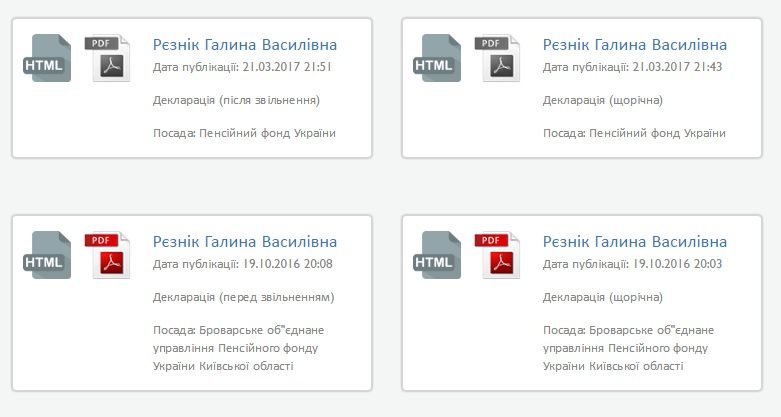 HTML
PDF
Рєзнік Галина Василівна
Дата публікації: 21.03.2017 21:51
Декларація (після звільнення)
Посада: Пенсійний фонд України
HTML
PDF
Рєзнік Галина Василівна
Дата публікації: 21.03.2017 21:43
Декларація (щорічна)
Посада: Пенсійний фонд України
HTML
PDF
Рєзнік Галина Василівна
Дата публікації: 19.10.2016 20:08
Декларація (перед звільненням)
Посада: Броварське об"єднане
управління Пенсійного фонду
України Київської області
HTML
PDF
Рєзнік Галина Василівна
Дата публікації: 19.10.2016 20:03
Декларація (щорічна)
Посада: Броварське об"єднане
управління Пенсійного фонду
України Київської області